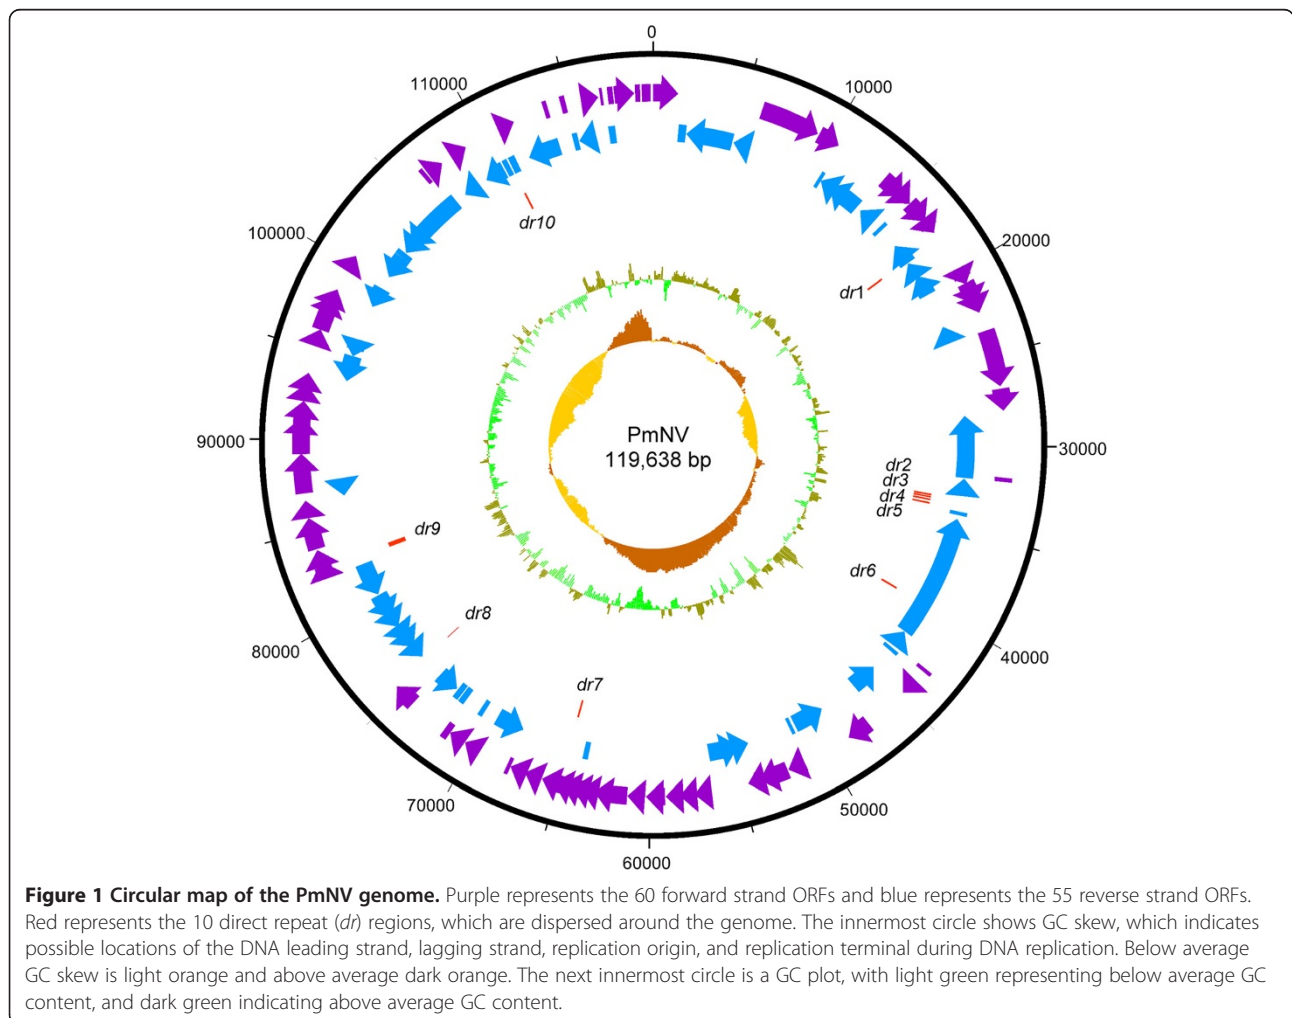 0
110000
10000
dr10
100000
20000
dr1
PmNV
119,638 bp
90000
30000
dr2
dr3
dr4
dr5
dr9
dr6
dr8
80000
40000
dr7
70000
50000
60000
Figure 1 Circular map of the PmNV genome. Purple represents the 60 forward strand ORFs and blue represents the 55 reverse strand ORFs.
Red represents the 10 direct repeat (dr) regions, which are dispersed around the genome. The innermost circle shows GC skew, which indicates
possible locations of the DNA leading strand, lagging strand, replication origin, and replication terminal during DNA replication. Below average
GC skew is light orange and above average dark orange. The next innermost circle is a GC plot, with light green representing below average GC
content, and dark green indicating above average GC content.